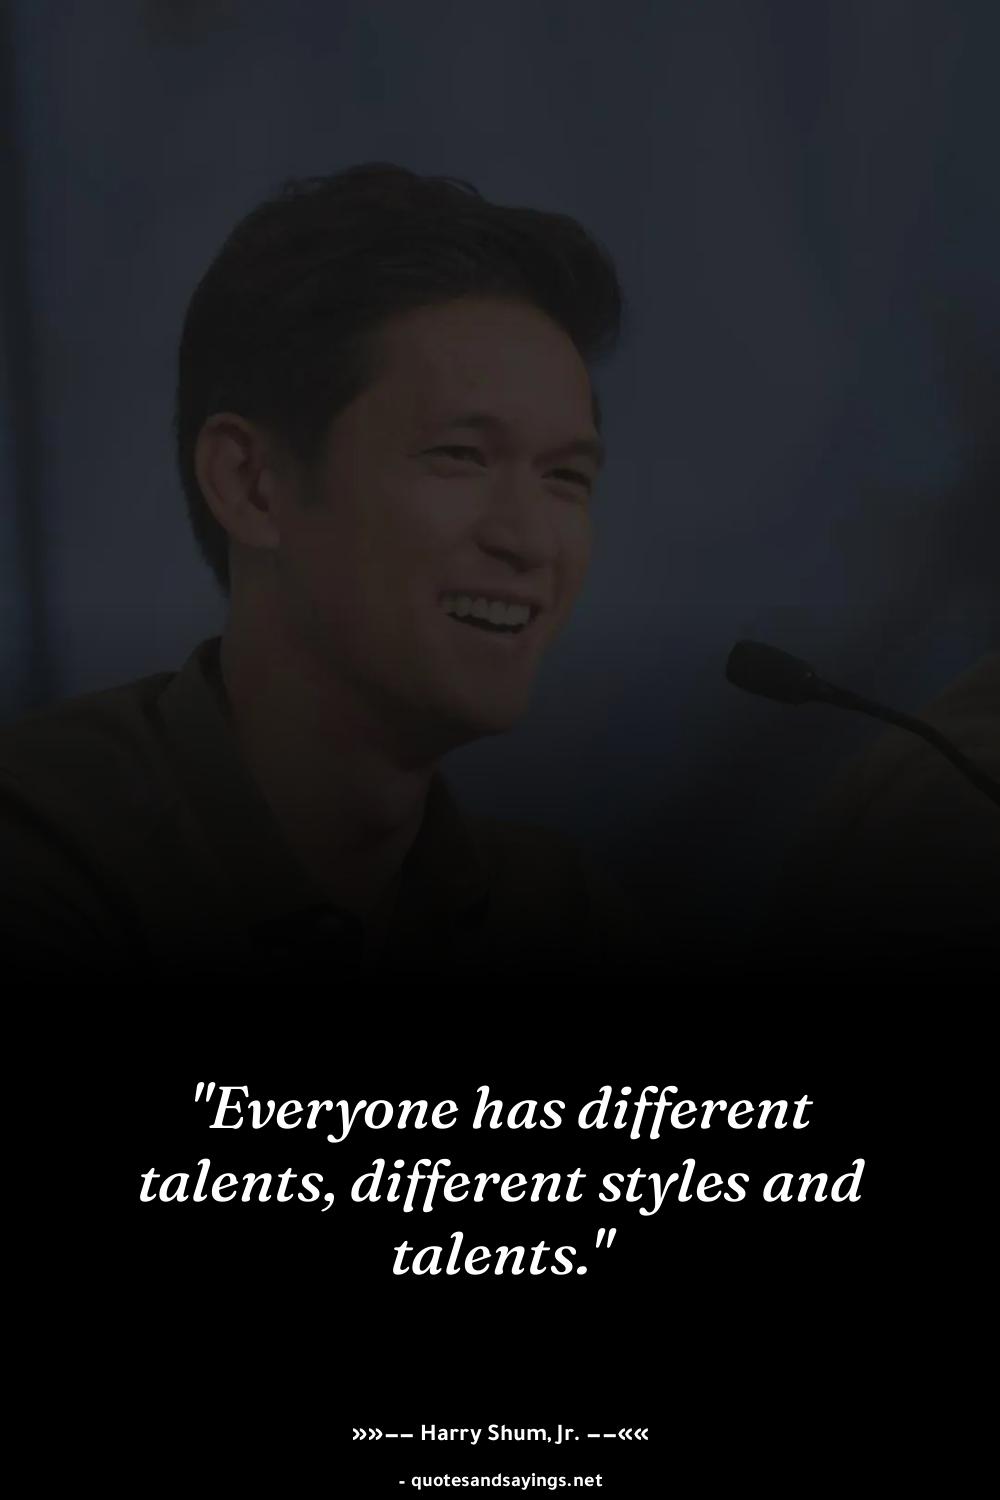 "Everyone has different
talents, different styles and
talents."
»»–– Harry Shum, Jr. ––««
- quotesandsayings.net